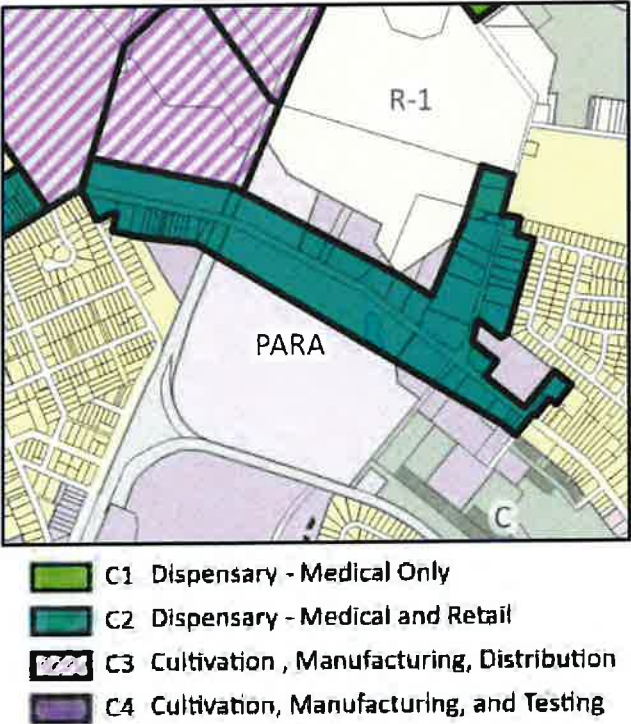 R-1
PARA
C
C1 Dispensary - Medical Only
C2 Dispensary - Medical and Retail
C3 Cultivation , Manufacturing, Distribution
C4 Cultivation, Manufacturing, and Testing